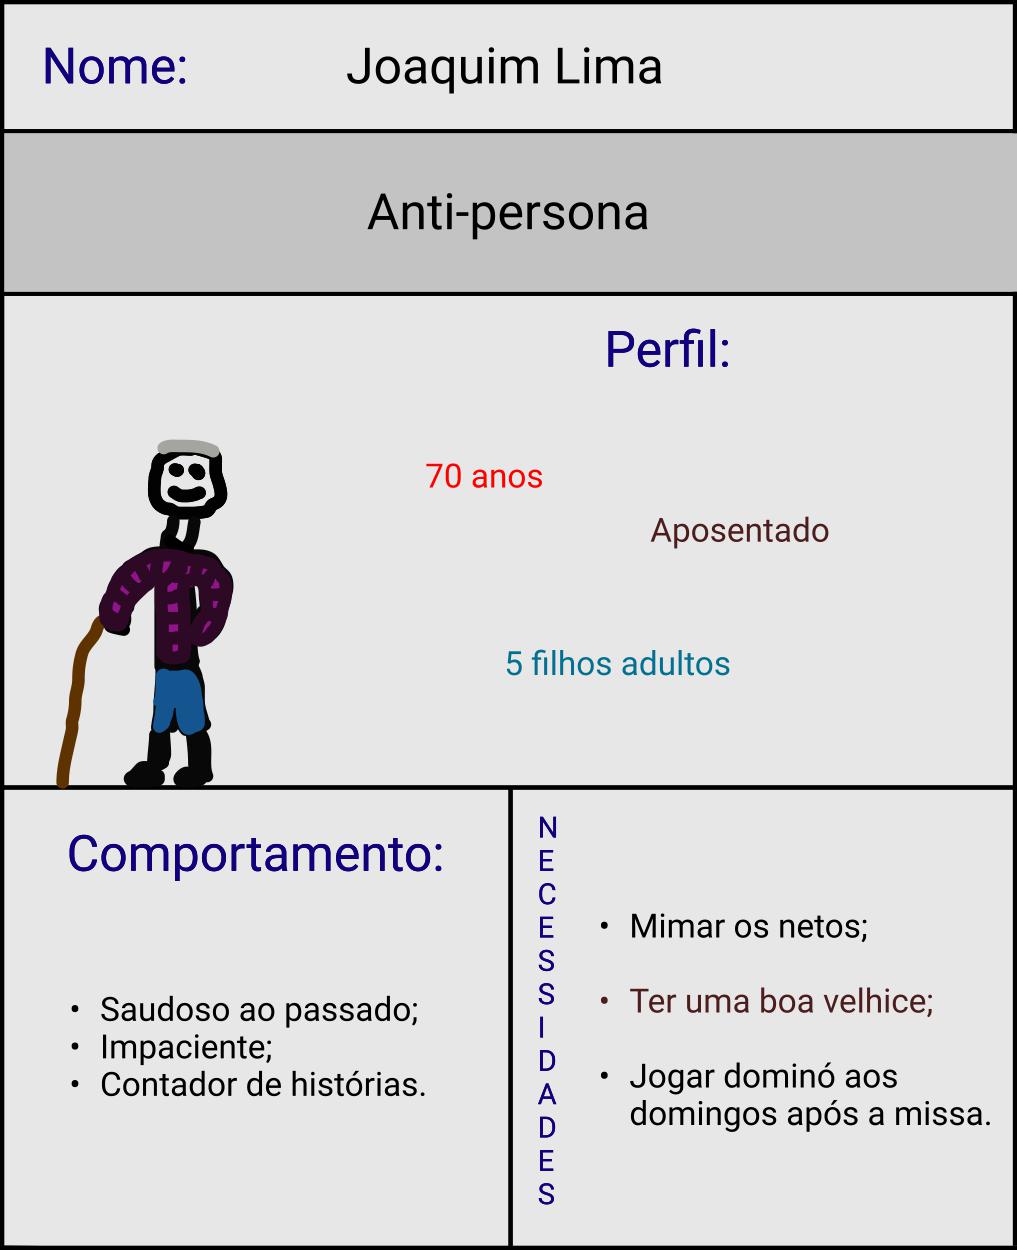 Nome: Joaquim Lima
Anti-persona
Perfil:
70 anos
Aposentado
5 filhos adultos
Comportamento:
• Saudoso ao passado;
• Impaciente;
• Contador de histórias.
NECESSIDADES
• Mimar os netos;
• Ter uma boa velhice;
• Jogar dominó aos
domingos após a missa.